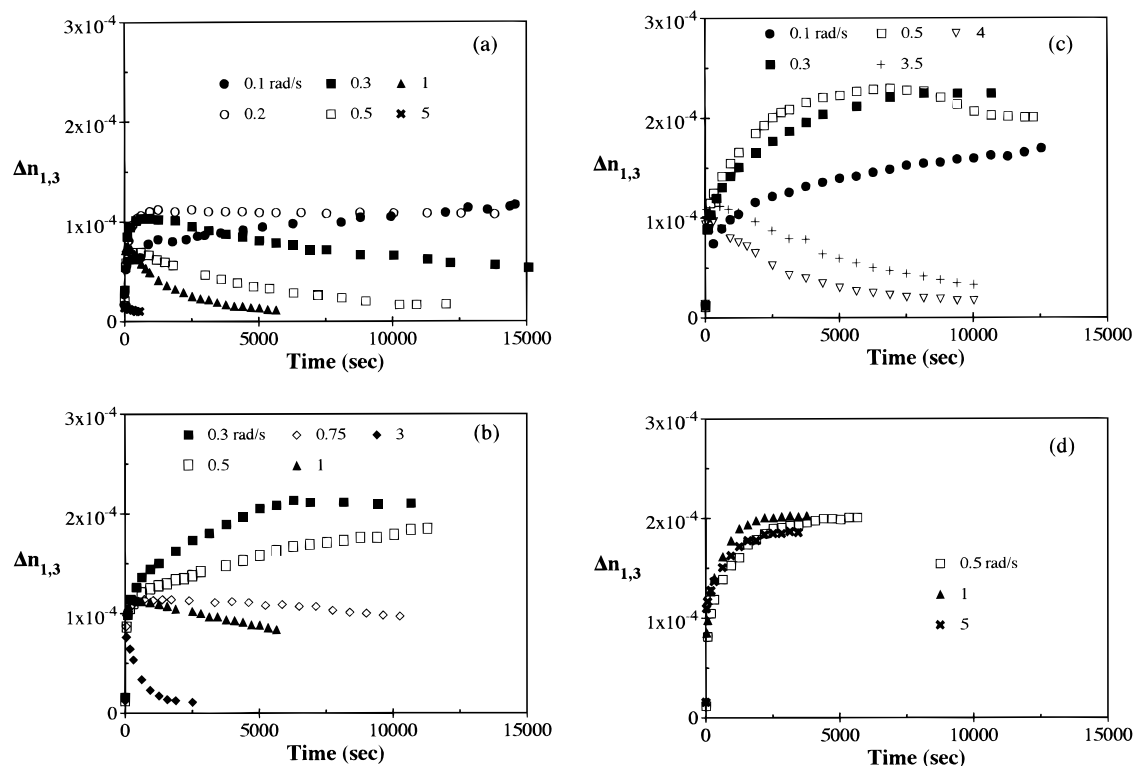 3x10-4
(a)
0.1 rad/s 0.3 1
0.2 0.5 5
2x10-4
Δn1,3
1x10-4
0
0 5000 10000 15000
Time (sec)
3x10-4
(c)
0.1 rad/s 0.5 4
0.3 3.5
2x10-4
Δn1,3
1x10-4
0
0 5000 10000 15000
Time (sec)
3x10-4
(b)
0.3 rad/s 0.75 3
0.5 1
2x10-4
Δn1,3
1x10-4
0
0 5000 10000 15000
Time (sec)
3x10-4
(d)
2x10-4
Δn1,3
0.5 rad/s
1
5
1x10-4
0
0 5000 10000 15000
Time (sec)